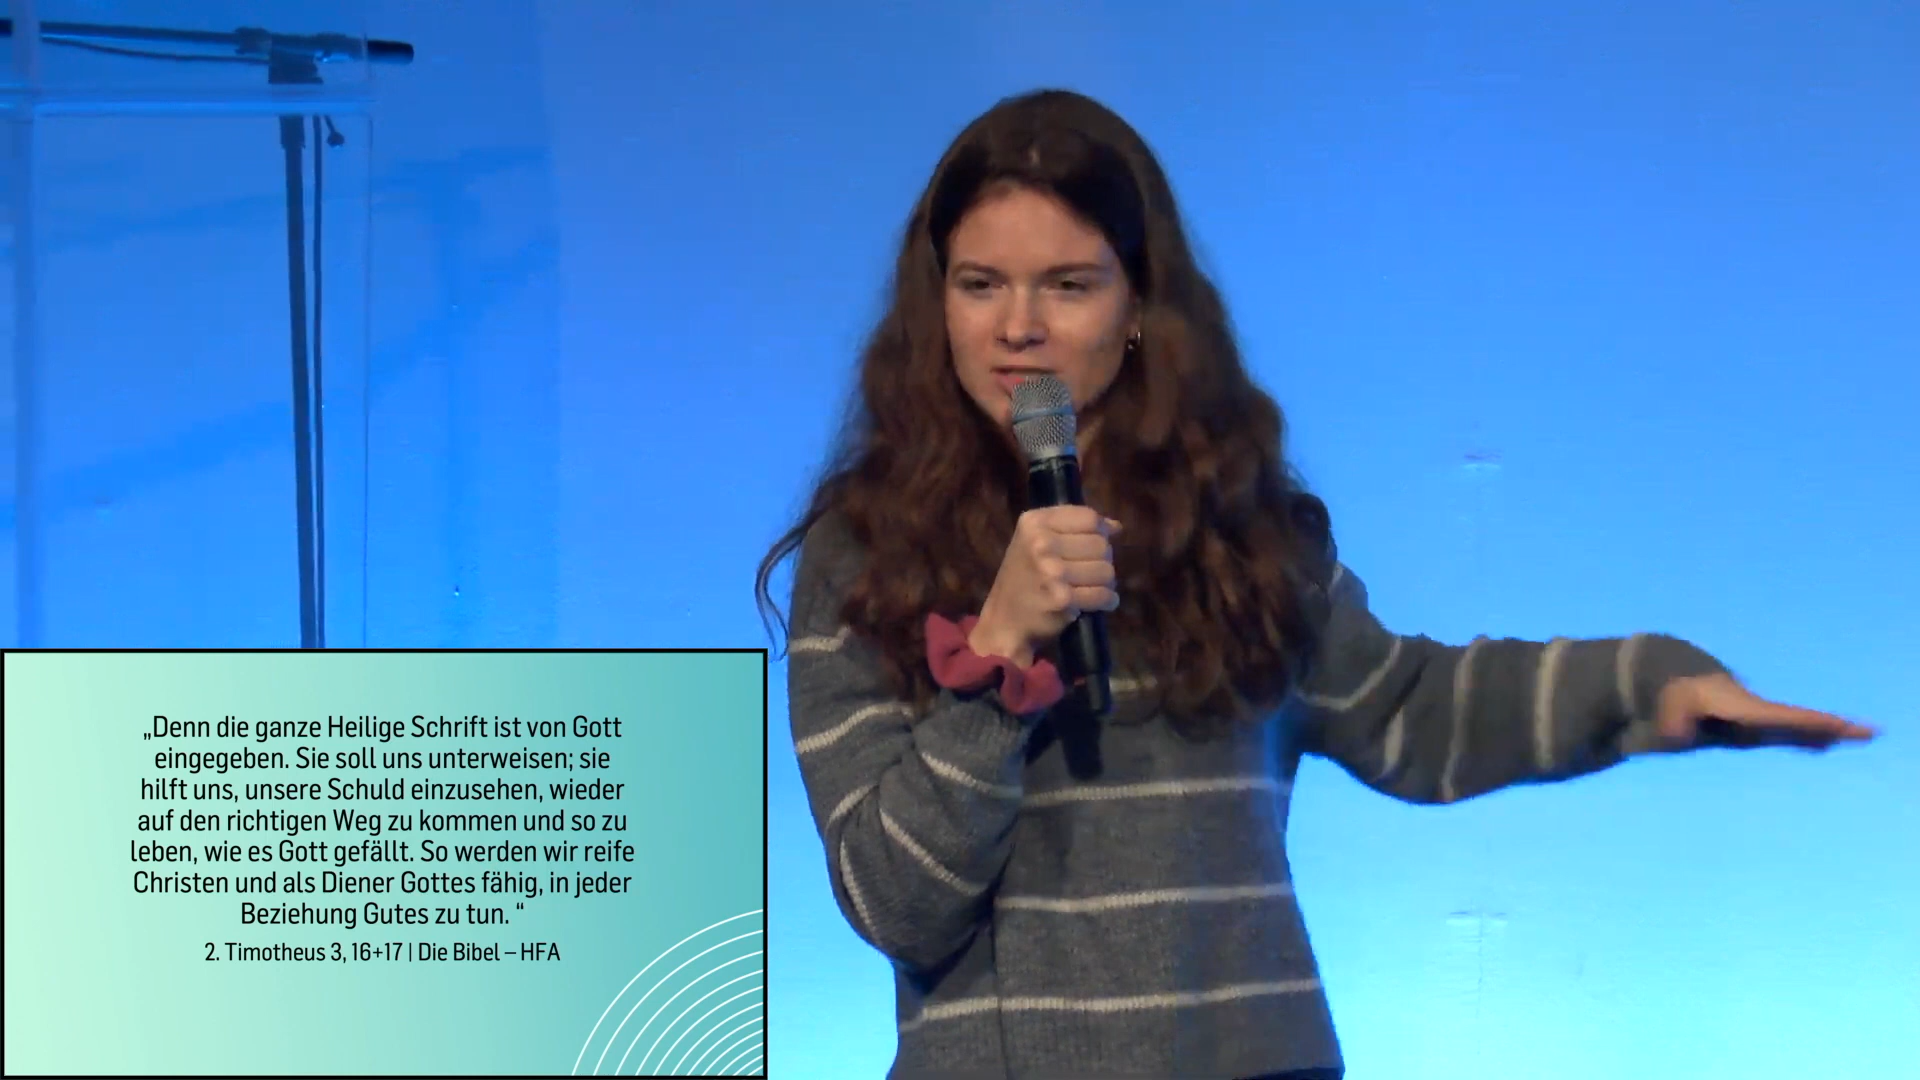 „Denn die ganze Heilige Schrift ist von Gott
eingegeben. Sie soll uns unterweisen; sie
hilft uns, unsere Schuld einzusehen, wieder
auf den richtigen Weg zu kommen und so zu
leben, wie es Gott gefällt. So werden wir reife
Christen und als Diener Gottes fähig, in jeder
Beziehung Gutes zu tun. “
2. Timotheus 3, 16+17 | Die Bibel – HFA